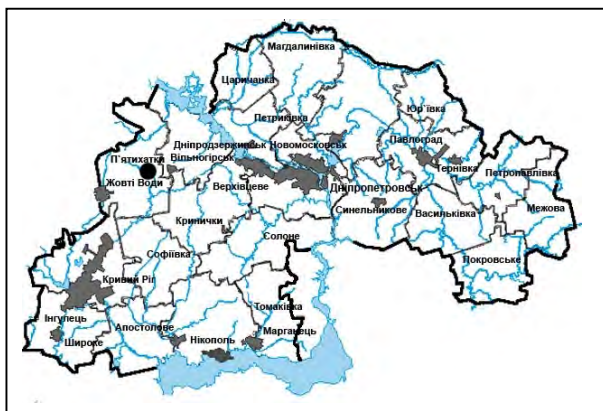 Магдалинівка
Царичанка
Юр`ївка
Петриківка
Павлоград
Дніпродзержинськ Новомосковськ
П`ятихатки Вільногірськ
1
Тернівка Петропавлівка
Жовті Води
Верхівцеве
Дніпропетровськ
Синельникове Васильківка Межова
Кринички
Солоне
Софіївка
Покровське
Кривий Ріг
Томаківка
Інгулець Апостолове
Нікополь Марганець
Широке